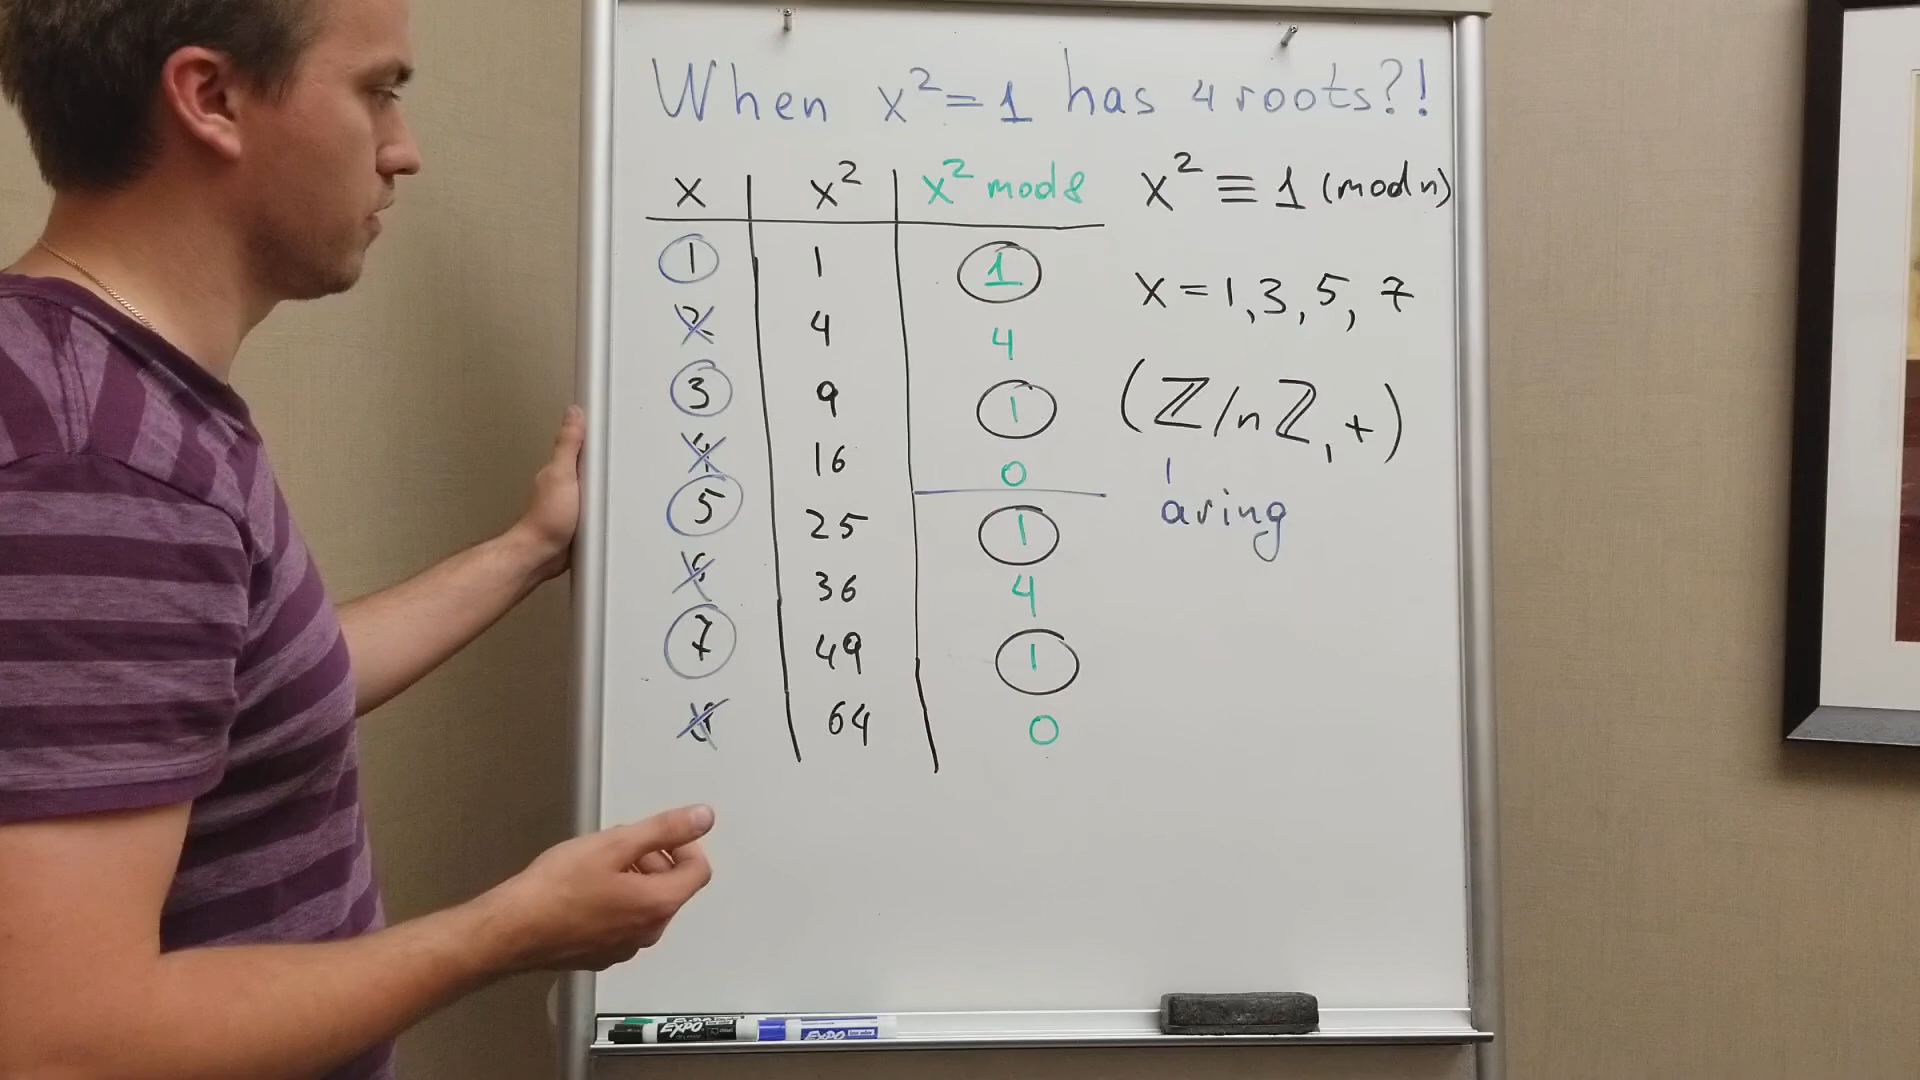 When x²=1 has 4 roots?!
x | x² | x² mod 8
1 | 1 | 1
2 | 4 | 4
3 | 9 | 1
4 | 16 | 0
5 | 25 | 1
6 | 36 | 4
7 | 49 | 1
8 | 64 | 0
x² ≡ 1 (mod n)
x = 1, 3, 5, 7
(ℤ/nℤ, +)
a ring
EXPO
EXPO